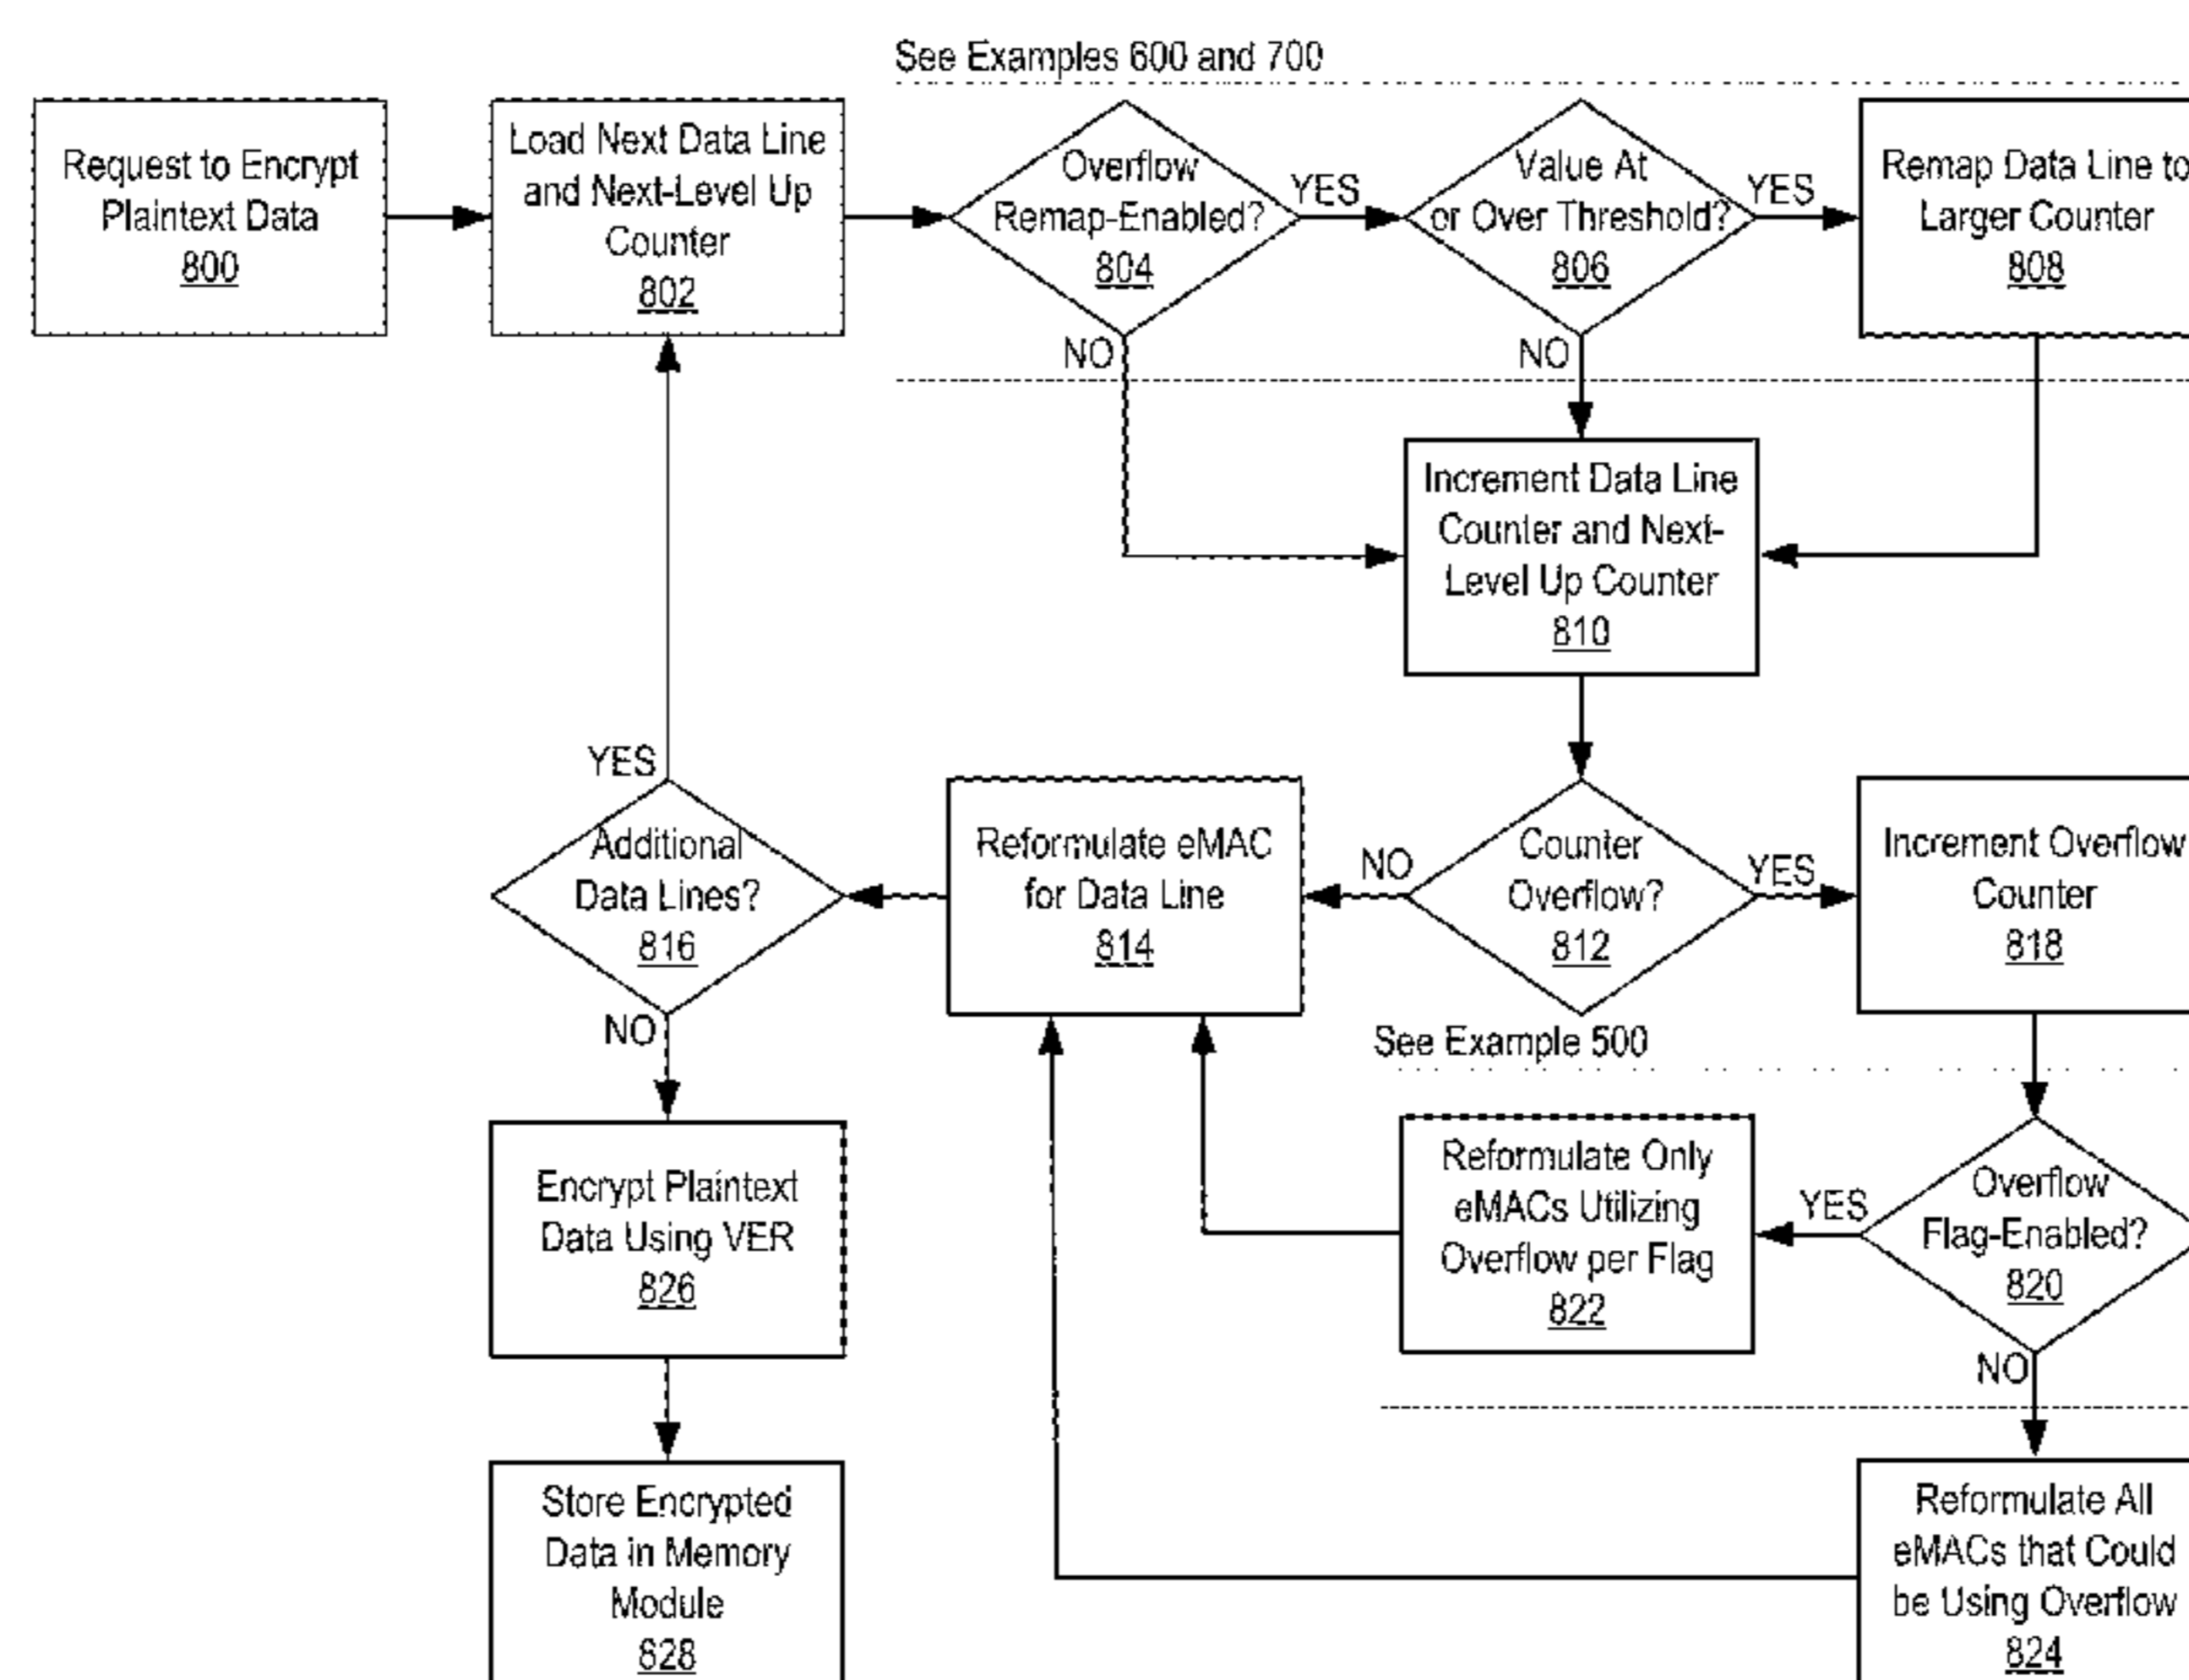 See Examples 600 and 700
Request to Encrypt
Plaintext Data
800
Load Next Data Line
and Next-Level Up
Counter
802
Overflow
Remap-Enabled?
804
YES
NO
Value At
or Over Threshold?
806
YES
NO
Remap Data Line to
Larger Counter
808
Increment Data Line
Counter and Next-
Level Up Counter
810
Counter
Overflow?
812
NO
YES
Reformulate eMAC
for Data Line
814
Additional
Data Lines?
816
YES
NO
Increment Overflow
Counter
818
See Example 500
Overflow
Flag-Enabled?
820
YES
NO
Reformulate Only
eMACs Utilizing
Overflow per Flag
822
Reformulate All
eMACs that Could
be Using Overflow
824
Encrypt Plaintext
Data Using VER
826
Store Encrypted
Data in Memory
Module
828